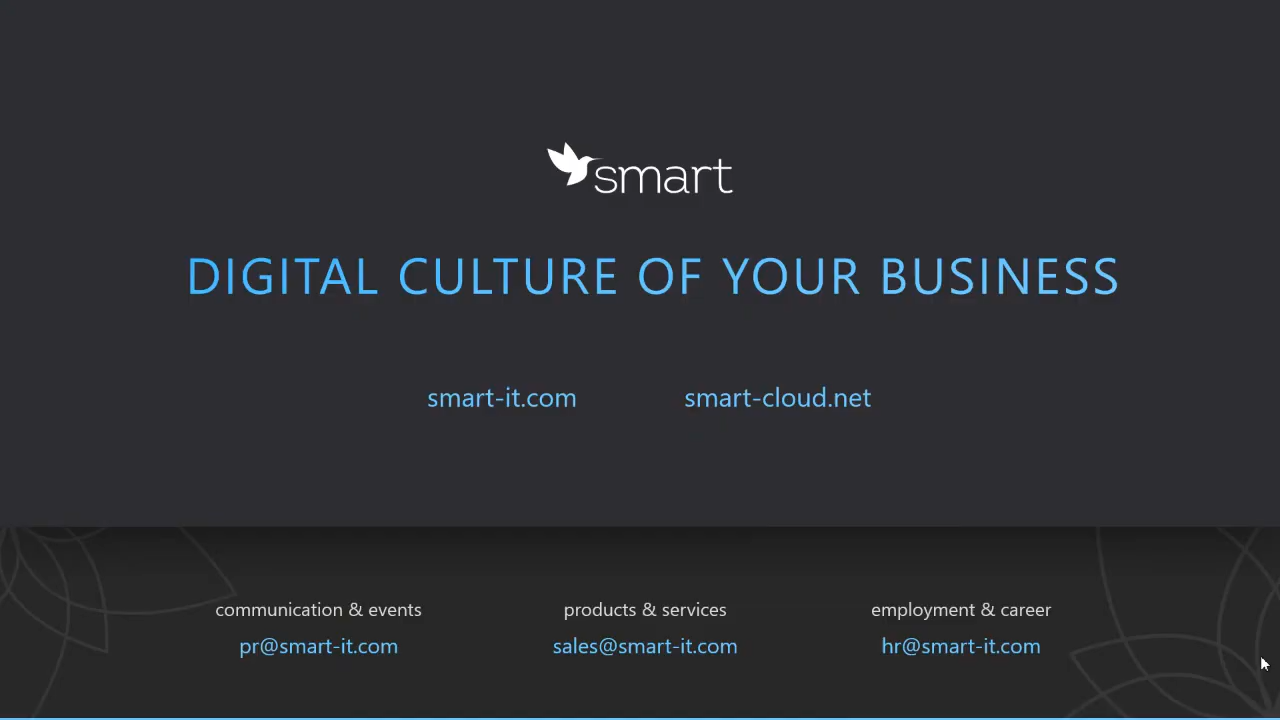 smart
DIGITAL CULTURE OF YOUR BUSINESS
smart-it.com smart-cloud.net
communication & events products & services employment & career
pr@smart-it.com sales@smart-it.com hr@smart-it.com